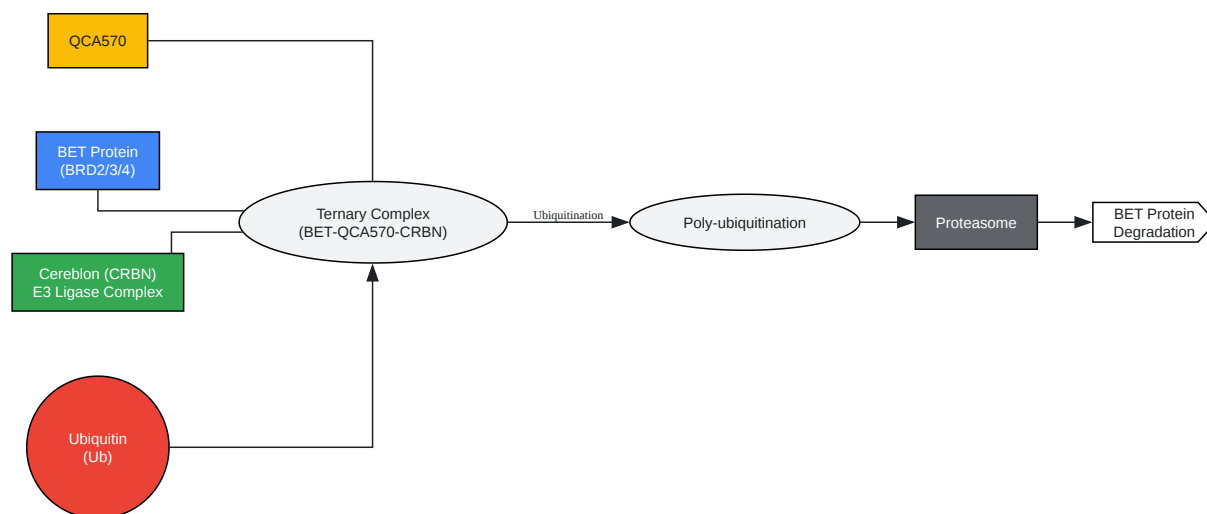 QCA570
BET Protein
(BRD2/3/4)
Cereblon (CRBN)
E3 Ligase Complex
Ubiquitin
(Ub)
Ternary Complex
(BET-QCA570-CRBN)
Ubiquitination
Poly-ubiquitination
Proteasome
BET Protein
Degradation